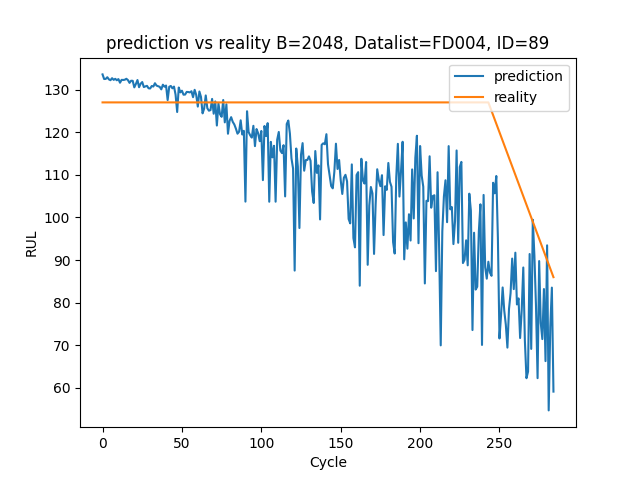 prediction vs reality B=2048, Datalist=FD004, ID=89
prediction
reality
RUL
130
120
110
100
90
80
70
60
0 50 100 150 200 250
Cycle